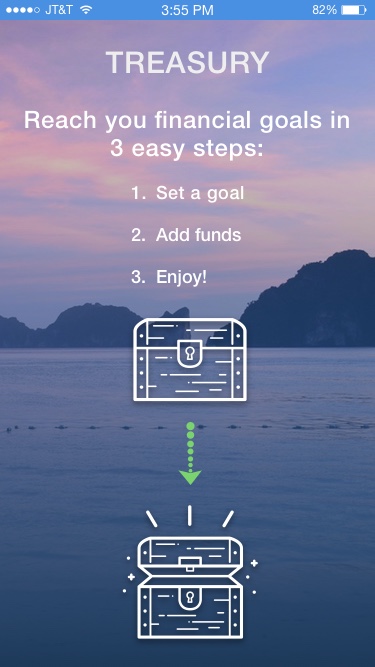 JT&T 3:55 PM 82%
TREASURY
Reach you financial goals in
3 easy steps:
1. Set a goal
2. Add funds
3. Enjoy!